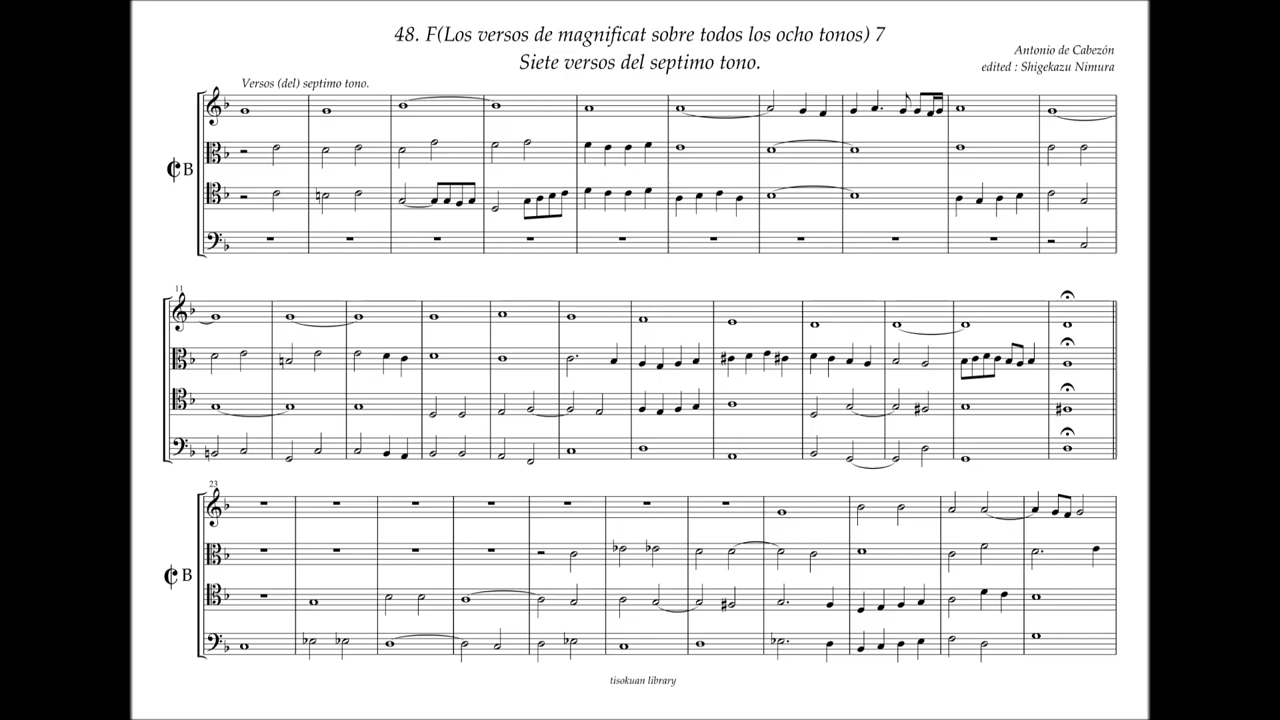 48. F(Los versos de magnificat sobre todos los ocho tonos) 7
Siete versos del septimo tono.
Antonio de Cabezón
edited : Shigekazu Nimura
Versos (del) septimo tono.
B
11
23
B
tisokuan library